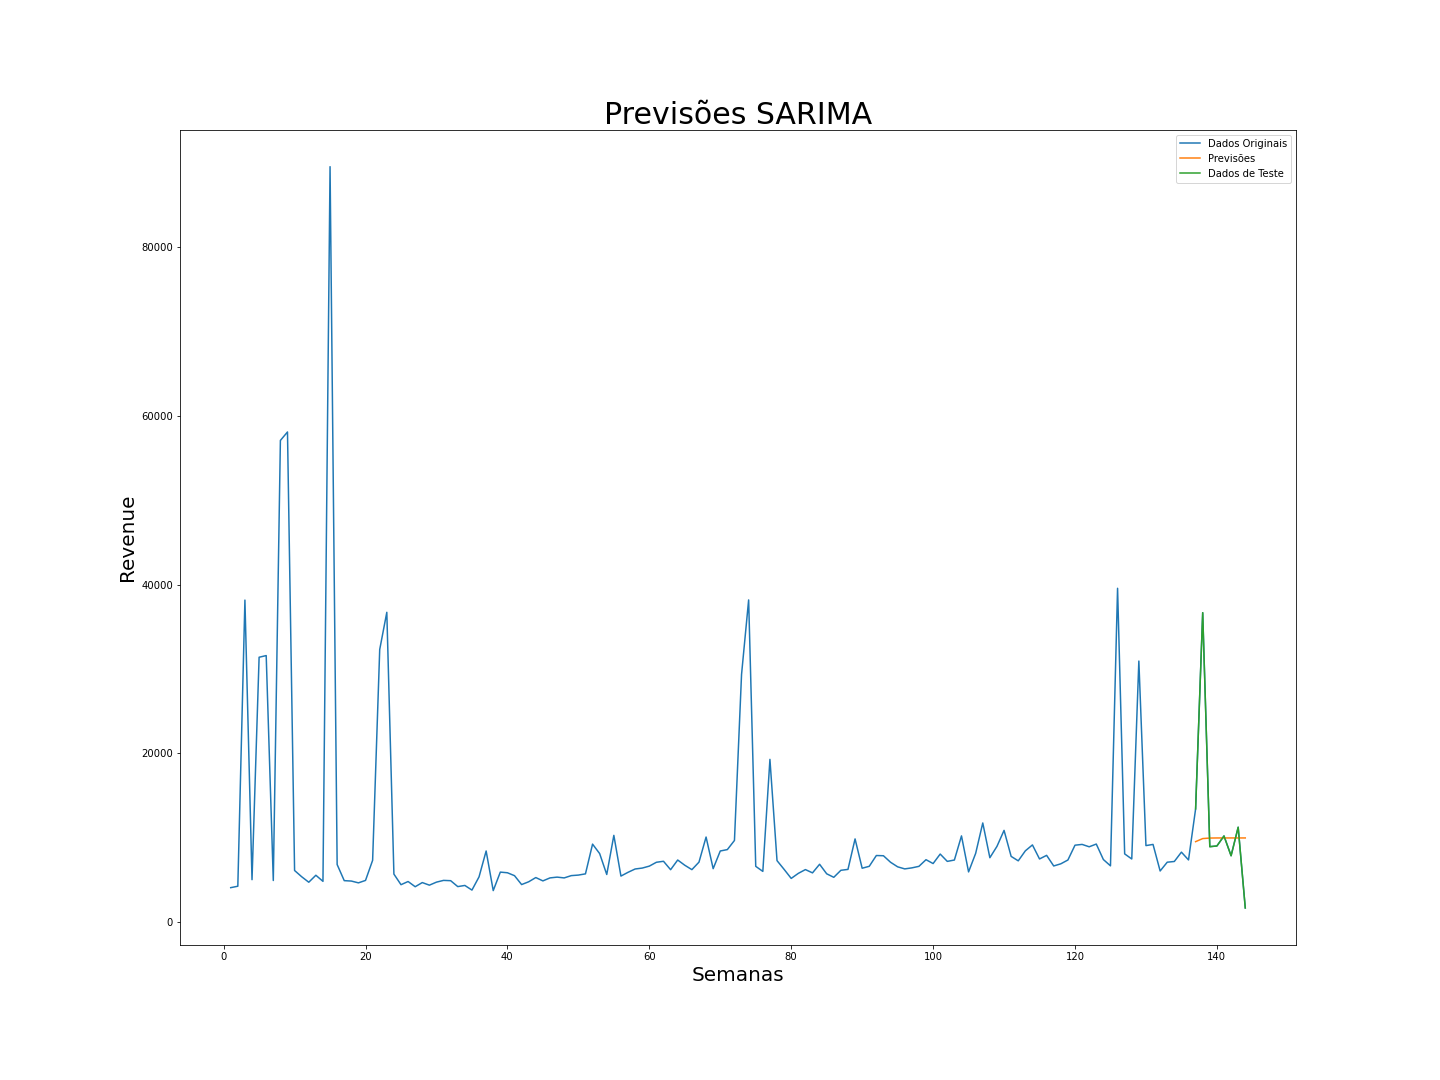 Previsões SARIMA
Dados Originais
Previsões
Dados de Teste
Revenue
80000
60000
40000
20000
0
0 20 40 60 80 100 120 140
Semanas